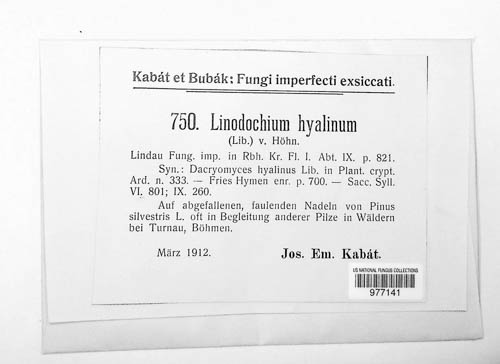 Kabát et Bubák: Fungi imperfecti exsiccati.
750. Linodochium hyalinum
(Lib.) v. Höhn.
Lindau Fung. imp. in Rbh. Kr. Fl. I. Abt. IX. p. 821.
Syn.: Dacryomyces hyalinus Lib. in Plant. crypt.
Ard. n. 333. — Fries Hymen enr. p. 700. — Sacc. Syll.
VI. 801; IX. 260.
Auf abgefallenen, faulenden Nadeln von Pinus
silvestris L. oft in Begleitung anderer Pilze in Wäldern
bei Turnau, Böhmen.
März 1912. Jos. Em. Kabát.
US NATIONAL FUNGUS COLLECTIONS
977141